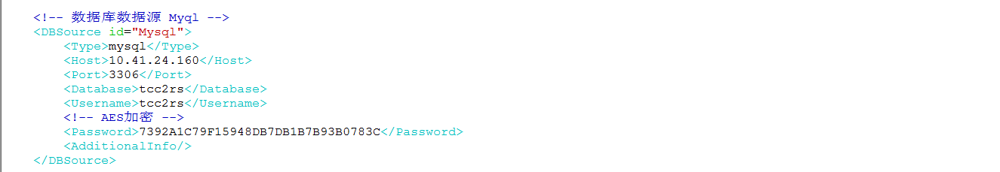 <!-- 数据库数据源 Myql -->
<DBSource id="Mysql">
<Type>mysql</Type>
<Host>10.41.24.160</Host>
<Port>3306</Port>
<Database>tcc2rs</Database>
<Username>tcc2rs</Username>
<!-- AES加密 -->
<Password>7392A1C79F15948DB7DB1B7B93B0783C</Password>
<AdditionalInfo/>
</DBSource>